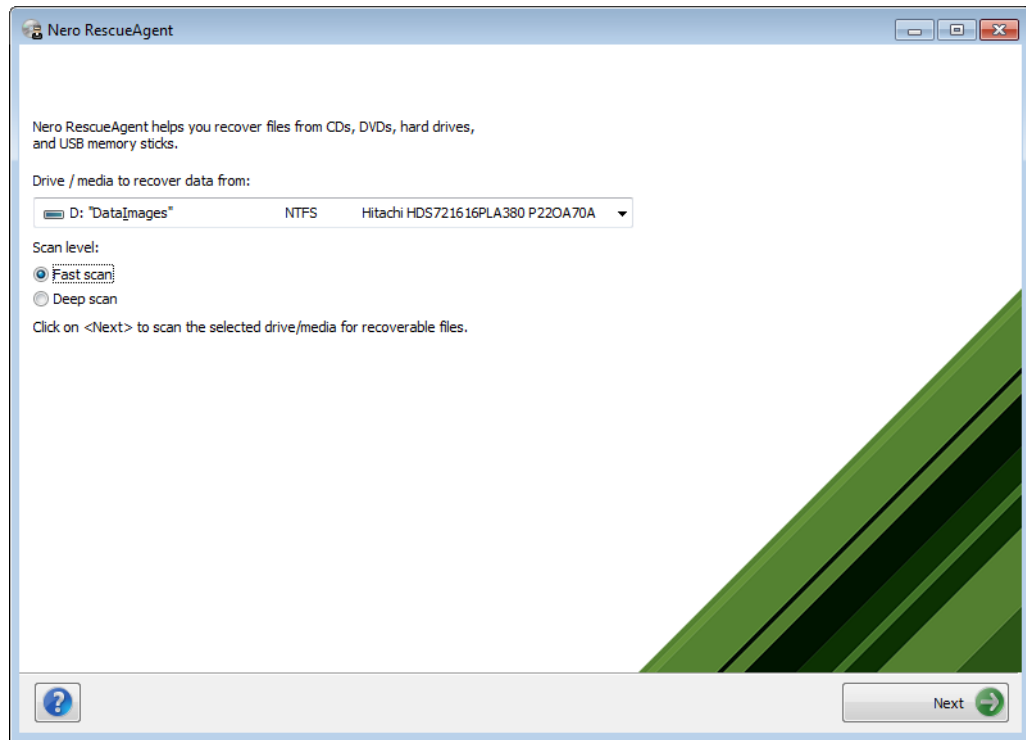 Nero RescueAgent
Nero RescueAgent helps you recover files from CDs, DVDs, hard drives,
and USB memory sticks.
Drive / media to recover data from:
D: "DataImages" NTFS Hitachi HDS721616PLA380 P22OA70A
Scan level:
Fast scan
Deep scan
Click on <Next> to scan the selected drive/media for recoverable files.
? Next